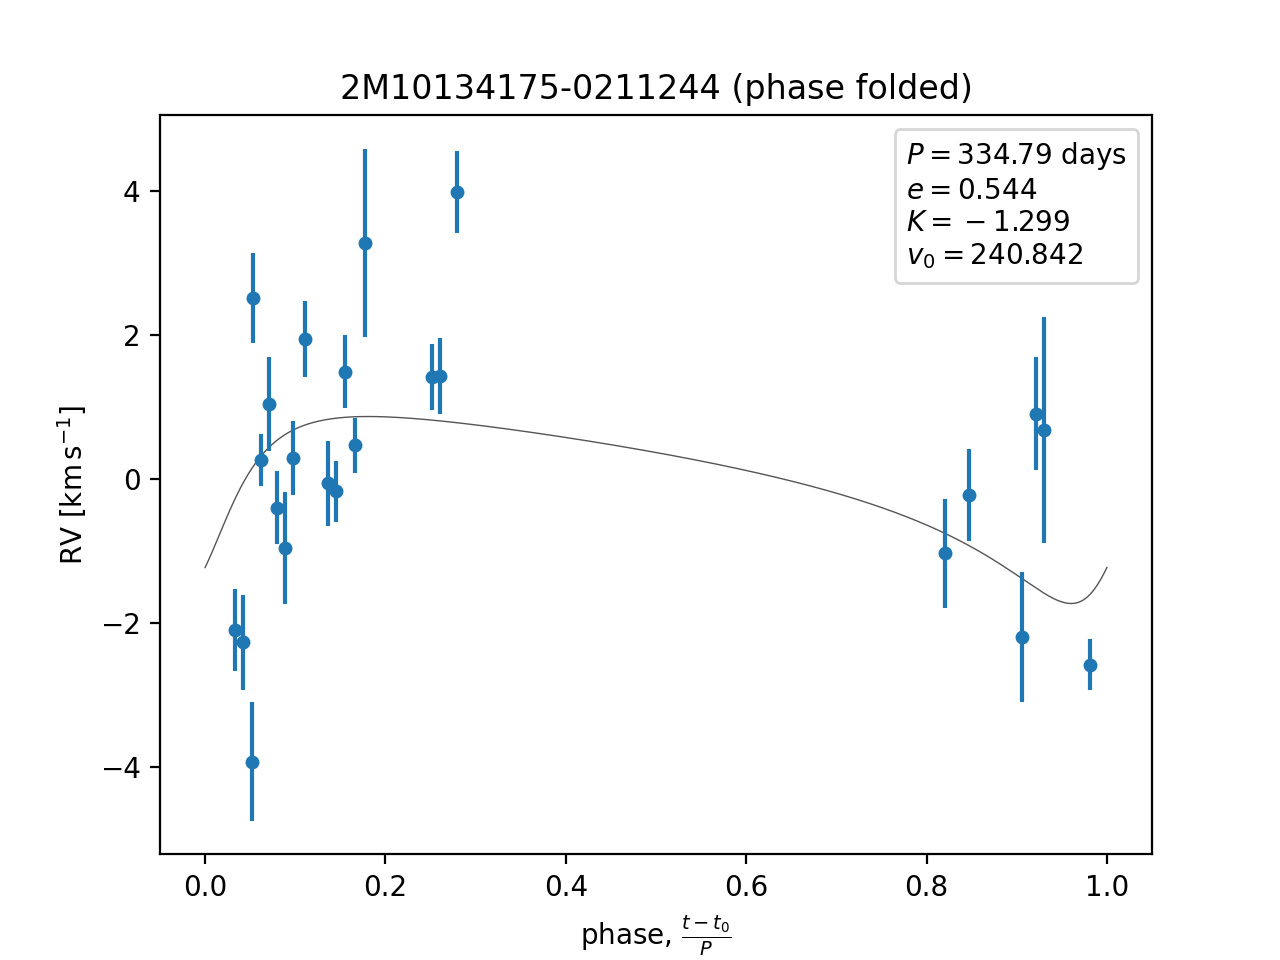 2M10134175-0211244 (phase folded)
P = 334.79 days
e = 0.544
K = −1.299
v₀ = 240.842
4
2
0
−2
−4
RV [km s⁻¹]
0.0 0.2 0.4 0.6 0.8 1.0
phase, (t − t₀)/P